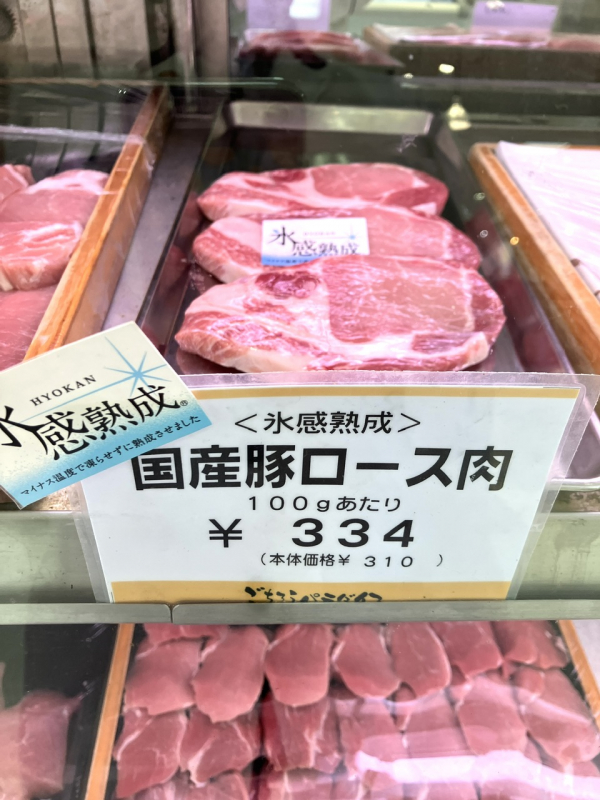 氷感熟成
HYOKAN
感熟成®
マイナス温度で凍らせずに熟成させました
＜氷感熟成＞
国産豚ロース肉
100gあたり
¥ 334
（本体価格¥ 310 ）